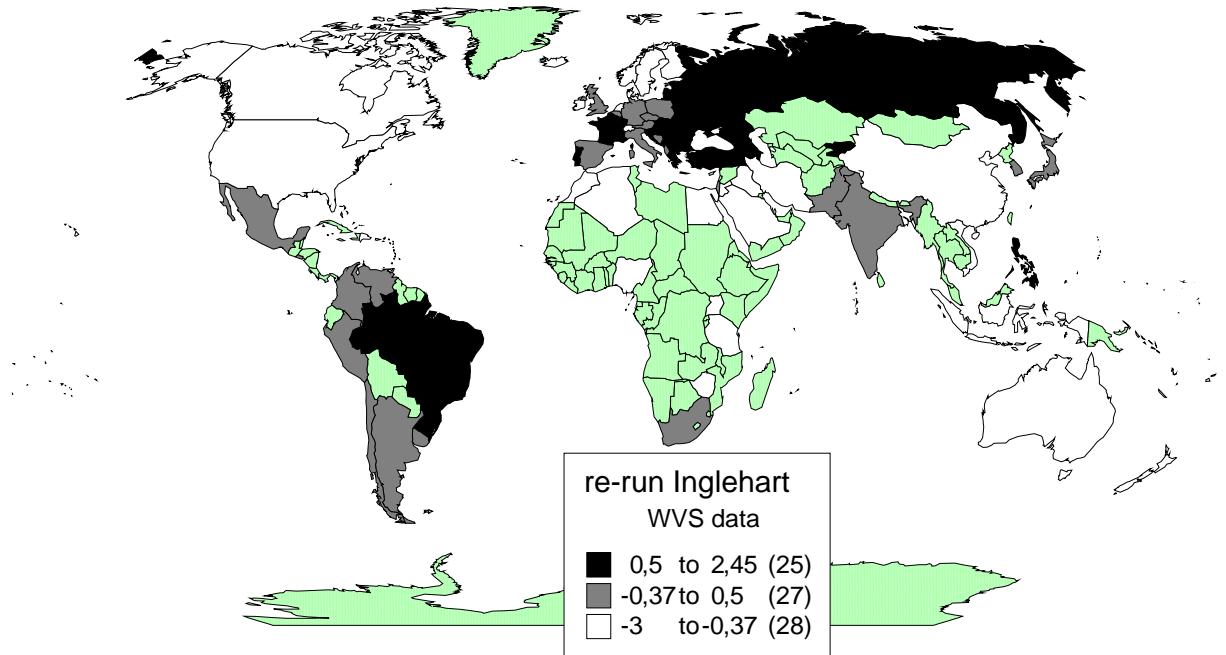 re-run Inglehart
WVS data
0,5 to 2,45 (25)
-0,37 to 0,5 (27)
-3 to -0,37 (28)